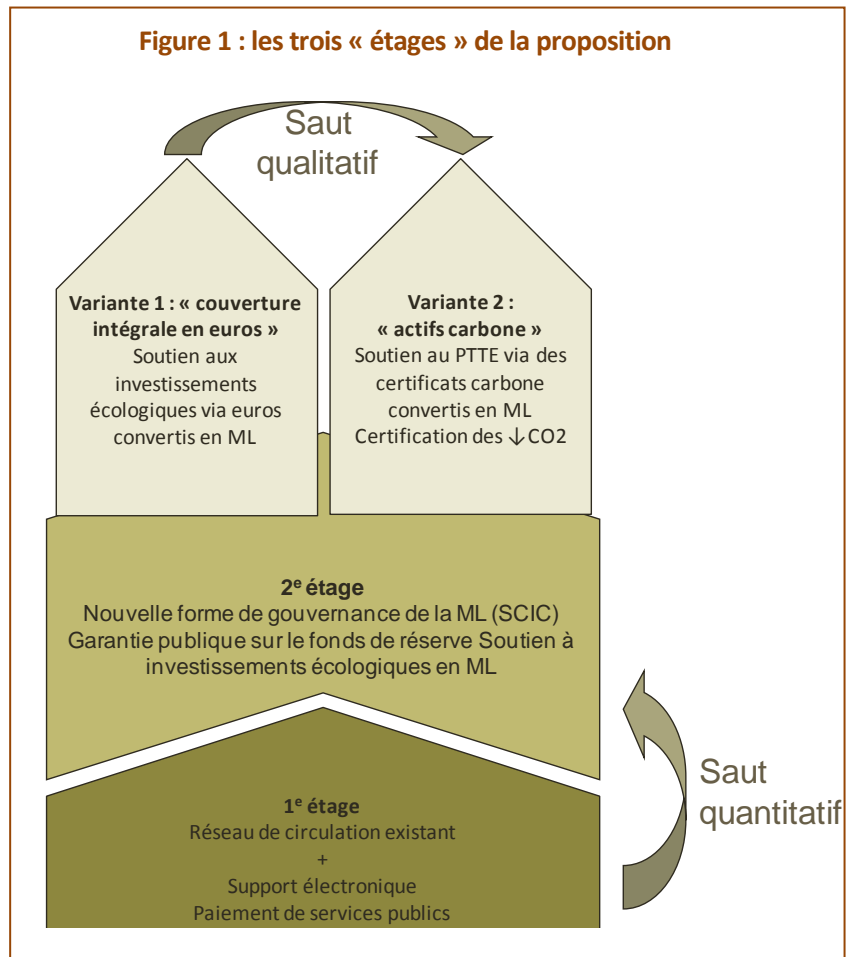 Figure 1 : les trois « étages » de la proposition
Saut
qualitatif
Variante 1 : « couverture
intégrale en euros »
Soutien aux
investissements
écologiques via euros
convertis en ML
Variante 2 :
« actifs carbone »
Soutien au PTTE via des
certificats carbone
convertis en ML
Certification des ↓CO2
2e étage
Nouvelle forme de gouvernance de la ML (SCIC)
Garantie publique sur le fonds de réserve Soutien à
investissements écologiques en ML
Saut
quantitatif
1e étage
Réseau de circulation existant
+
Support électronique
Paiement de services publics